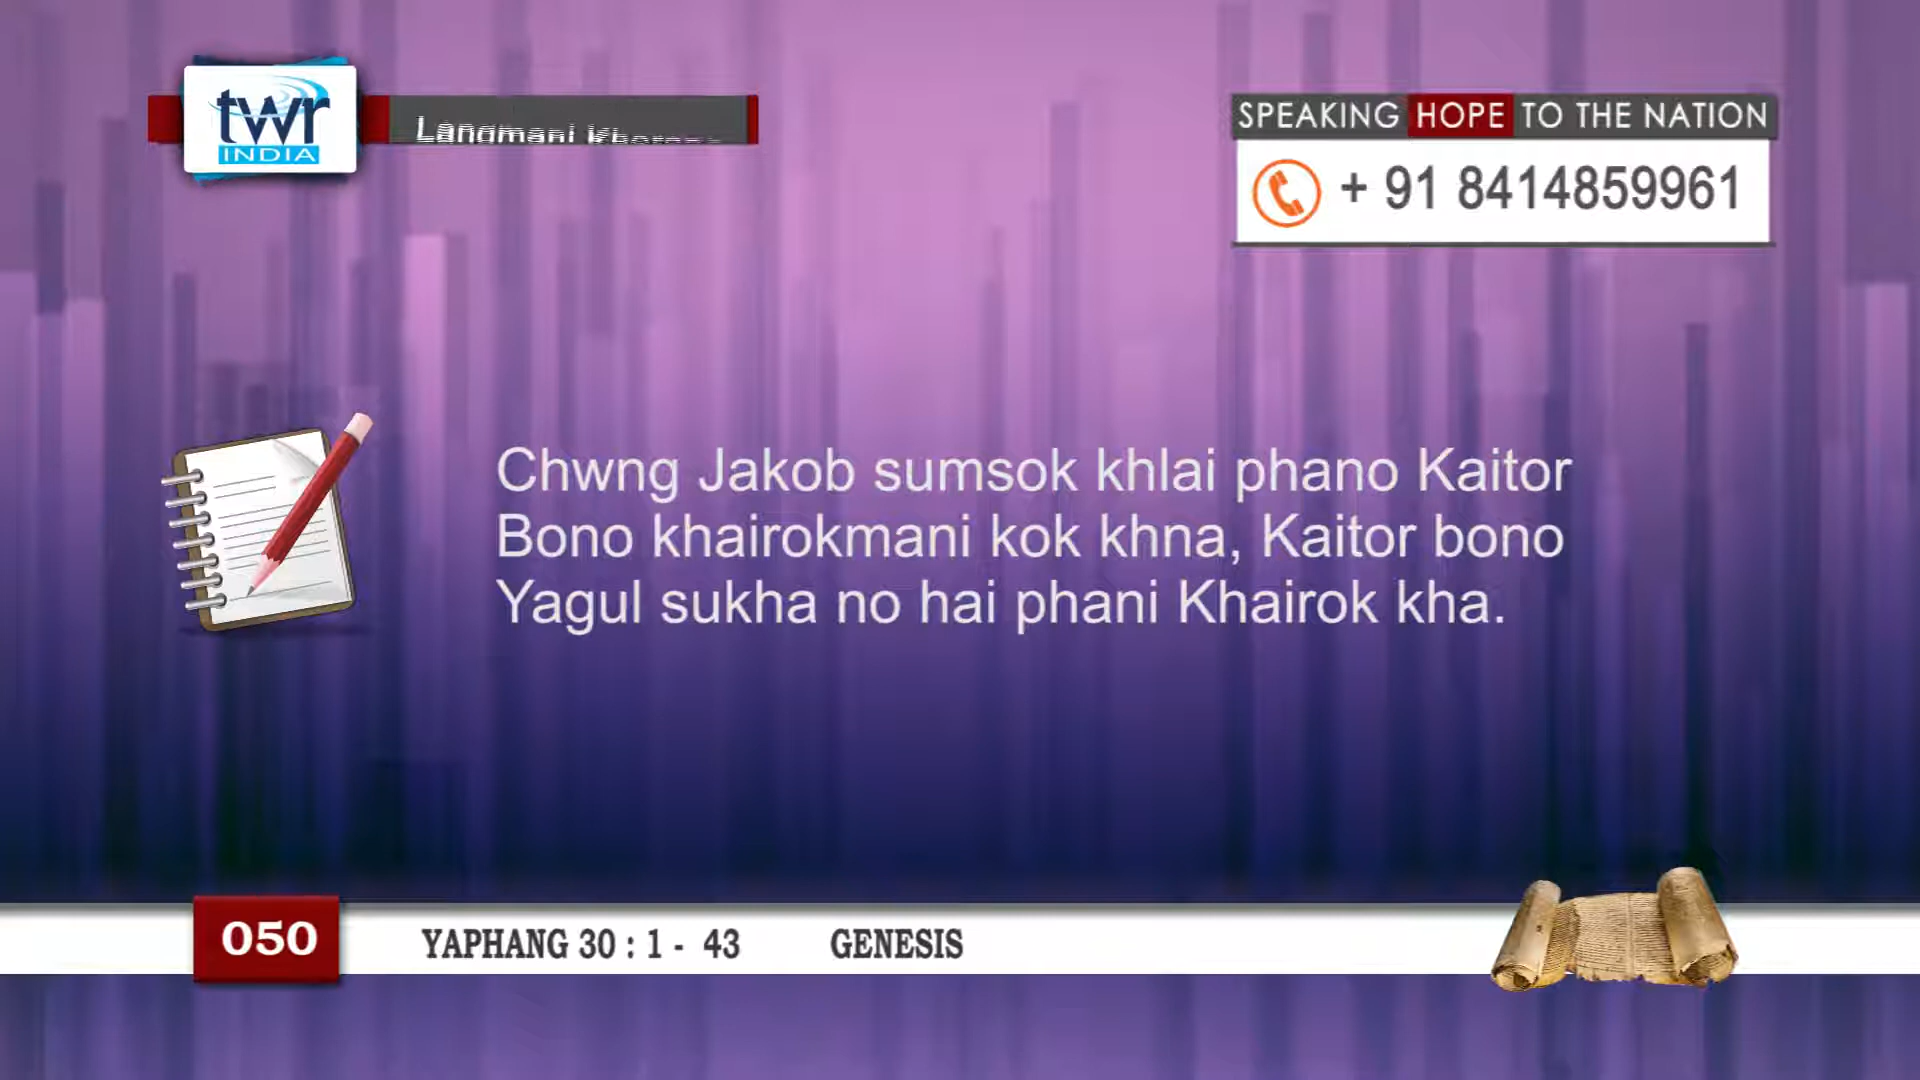 twr
INDIA
SPEAKING HOPE TO THE NATION
+ 91 8414859961
Chwng Jakob sumsok khlai phano Kaitor
Bono khairokmani kok khna, Kaitor bono
Yagul sukha no hai phani Khairok kha.
050
YAPHANG 30 : 1 - 43 GENESIS